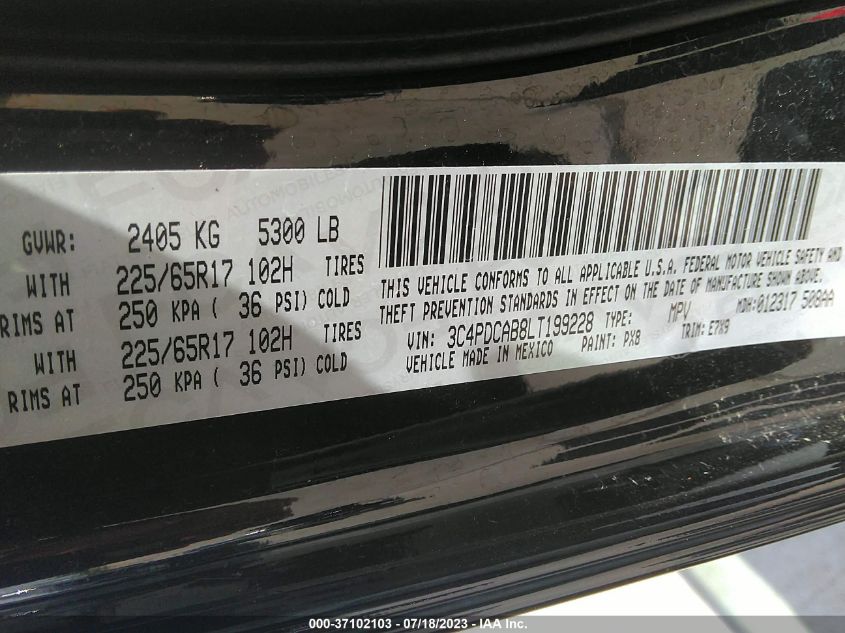 GVWR: 2405 KG 5300 LB
WITH 225/65R17 102H TIRES
RIMS AT 250 KPA ( 36 PSI) COLD
225/65R17 102H TIRES
WITH
RIMS AT 250 KPA ( 36 PSI) COLD
THIS VEHICLE CONFORMS TO ALL APPLICABLE U.S.A. FEDERAL MOTOR VEHICLE SAFETY AND
THEFT PREVENTION STANDARDS IN EFFECT ON THE DATE OF MANUFACTURE SHOWN ABOVE.
VIN: 3C4PDCAB8LT199228 TYPE: MPV MDH:012317 508AA
VEHICLE MADE IN MEXICO PAINT: PX8 TRIM: E7X9
000-37102103 - 07/18/2023 - IAA Inc.